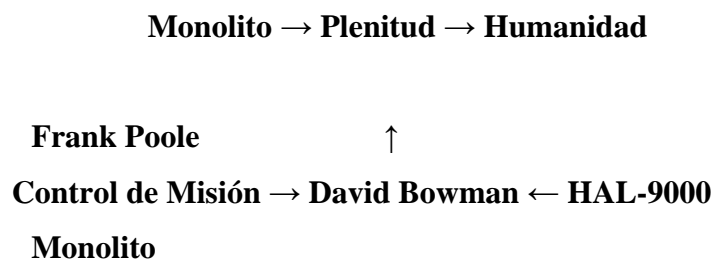 Monolito → Plenitud → Humanidad
Frank Poole ↑
Control de Misión → David Bowman ← HAL-9000
Monolito